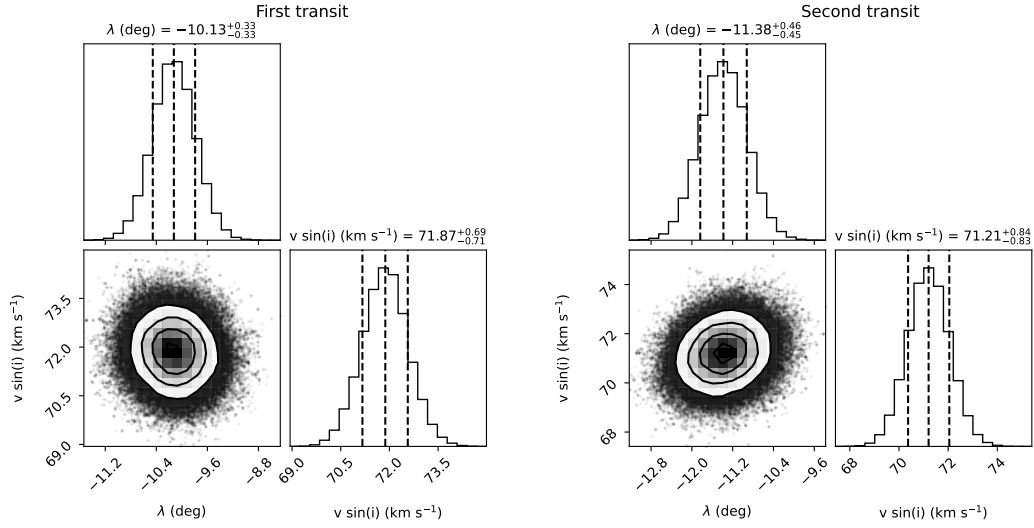 First transit
λ (deg) = −10.13 +0.33 −0.33
v sin(i) (km s⁻¹) = 71.87 +0.69 −0.71
73.5
72.0
70.5
69.0
v sin(i) (km s⁻¹)
−11.2 −10.4 −9.6 −8.8
λ (deg)
69.0 70.5 72.0 73.5
v sin(i) (km s⁻¹)
Second transit
λ (deg) = −11.38 +0.46 −0.45
v sin(i) (km s⁻¹) = 71.21 +0.84 −0.83
74
72
70
68
v sin(i) (km s⁻¹)
−12.8 −12.0 −11.2 −10.4 −9.6
λ (deg)
68 70 72 74
v sin(i) (km s⁻¹)